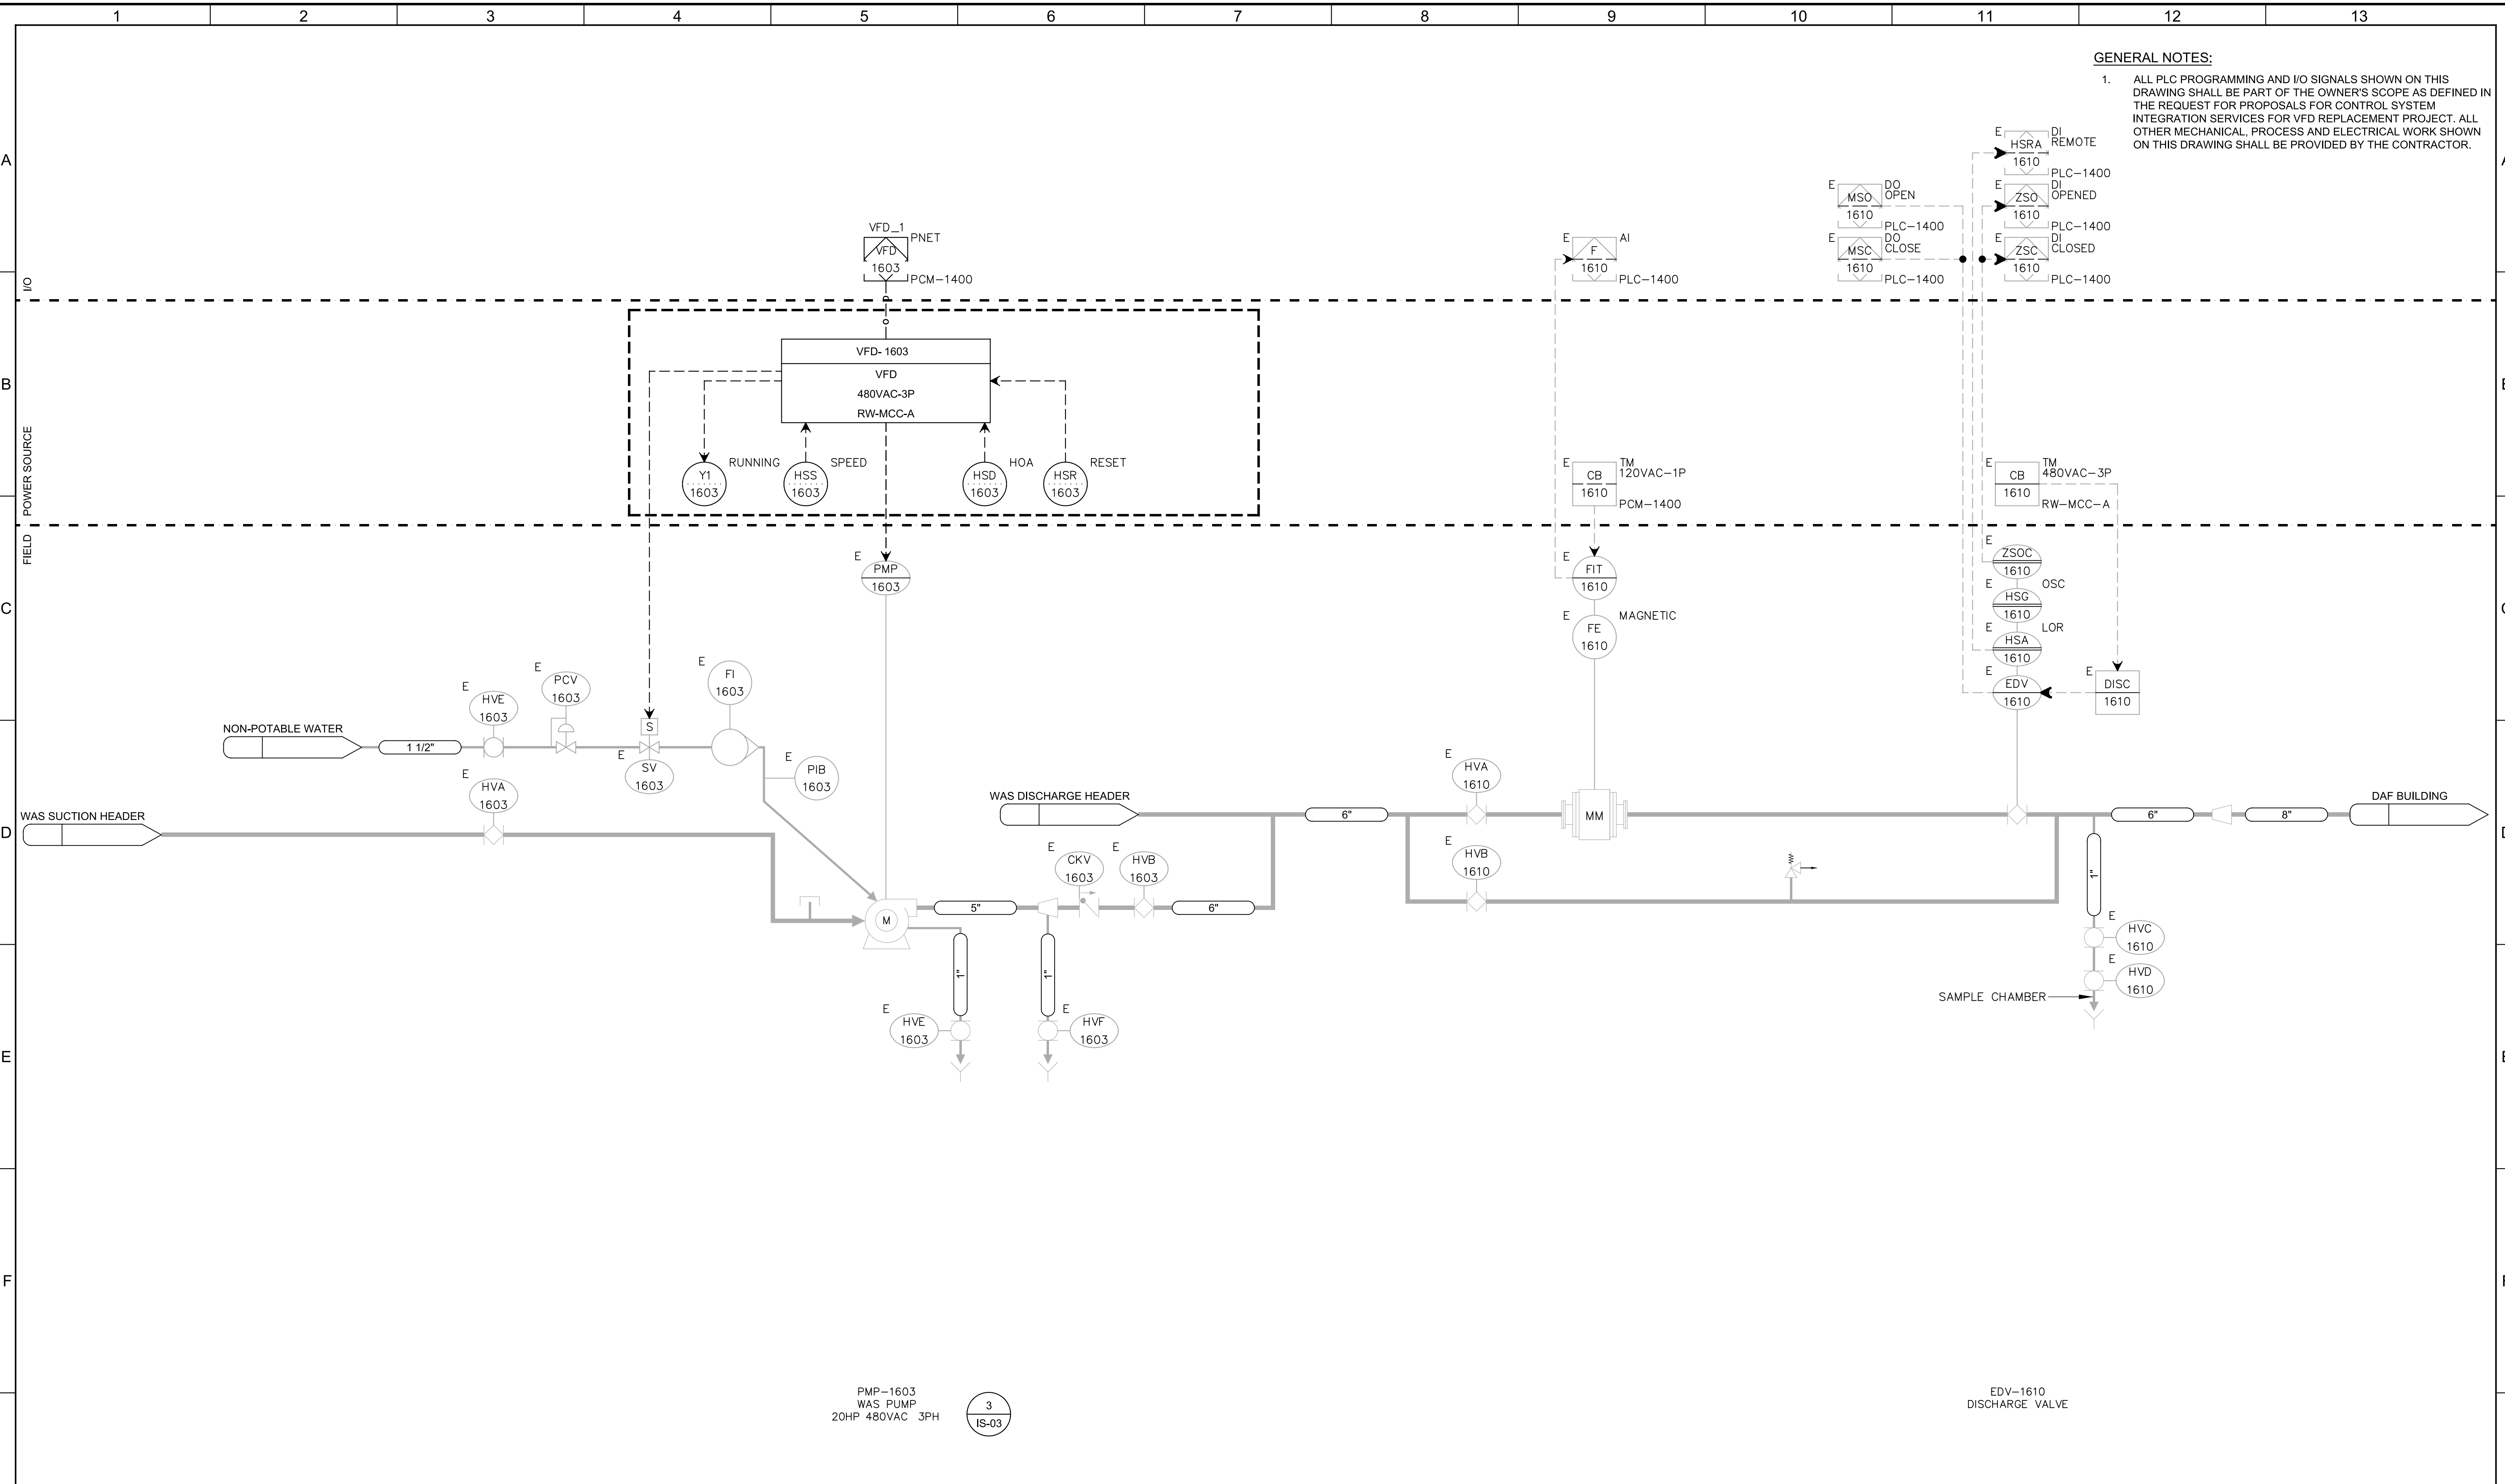 1 2 3 4 5 6 7 8 9 10 11 12 13
GENERAL NOTES:
1. ALL PLC PROGRAMMING AND I/O SIGNALS SHOWN ON THIS
DRAWING SHALL BE PART OF THE OWNER'S SCOPE AS DEFINED IN
THE REQUEST FOR PROPOSALS FOR CONTROL SYSTEM
INTEGRATION SERVICES FOR VFD REPLACEMENT PROJECT. ALL
OTHER MECHANICAL, PROCESS AND ELECTRICAL WORK SHOWN
ON THIS DRAWING SHALL BE PROVIDED BY THE CONTRACTOR.
A
B
C
D
E
F
I/O
POWER SOURCE
FIELD
VFD_1
PNET
VFD
1603
PCM-1400
E
AI
F
1610
PLC-1400
E
DO
OPEN
MSO
1610
PLC-1400
E
DO
CLOSE
MSC
1610
PLC-1400
E
DI
REMOTE
HSRA
1610
PLC-1400
E
DI
OPENED
ZSO
1610
PLC-1400
E
DI
CLOSED
ZSC
1610
PLC-1400
VFD- 1603
VFD
480VAC-3P
RW-MCC-A
Y1
1603
RUNNING
HSS
1603
SPEED
HSD
1603
HOA
HSR
1603
RESET
E
TM
120VAC-1P
CB
1610
PCM-1400
E
TM
480VAC-3P
CB
1610
RW-MCC-A
E
PMP
1603
E
FIT
1610
E
MAGNETIC
FE
1610
E
ZSOC
1610
E
OSC
HSG
1610
E
LOR
HSA
1610
E
EDV
1610
E
DISC
1610
NON-POTABLE WATER
1 1/2"
E
HVE
1603
E
PCV
1603
S
E
SV
1603
E
FI
1603
E
PIB
1603
WAS SUCTION HEADER
E
HVA
1603
M
5"
1"
E
HVE
1603
1"
E
HVF
1603
E
CKV
1603
E
HVB
1603
6"
WAS DISCHARGE HEADER
6"
E
HVA
1610
E
HVB
1610
MM
6"
8"
DAF BUILDING
1"
E
HVC
1610
E
HVD
1610
SAMPLE CHAMBER
PMP-1603
WAS PUMP
20HP 480VAC 3PH
3
IS-03
EDV-1610
DISCHARGE VALVE